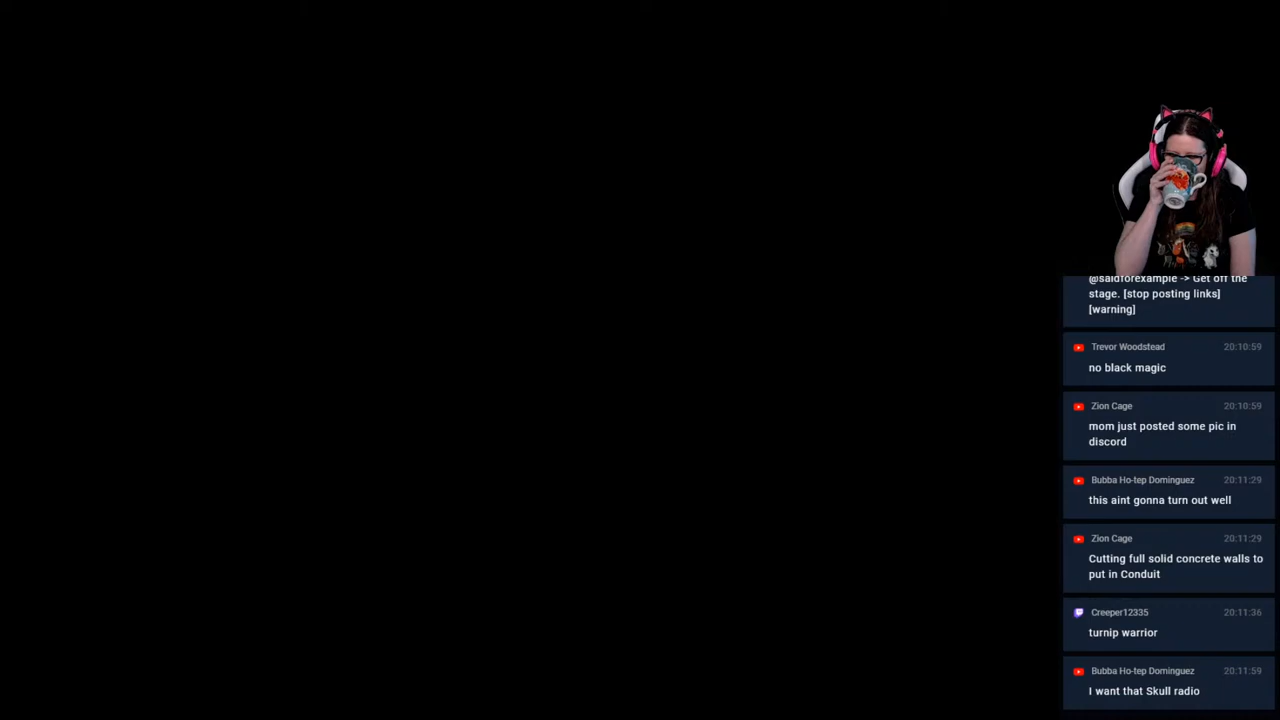 @saidforexample -> Get off the
stage. [stop posting links]
[warning]
Trevor Woodstead 20:10:59
no black magic
Zion Cage 20:10:59
mom just posted some pic in
discord
Bubba Ho-tep Dominguez 20:11:29
this aint gonna turn out well
Zion Cage 20:11:29
Cutting full solid concrete walls to
put in Conduit
Creeper12335 20:11:36
turnip warrior
Bubba Ho-tep Dominguez 20:11:59
I want that Skull radio